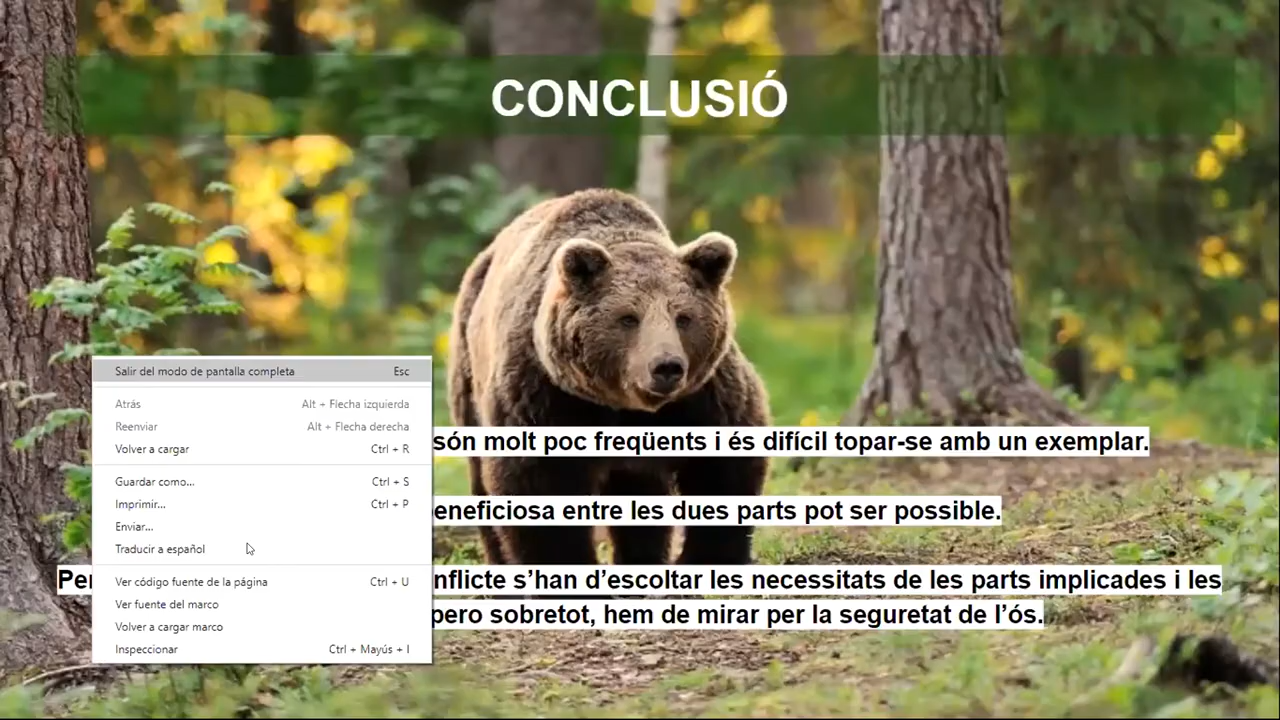 CONCLUSIÓ
Salir del modo de pantalla completa Esc
Atrás Alt + Flecha izquierda
Reenviar Alt + Flecha derecha
Volver a cargar Ctrl + R
Guardar como... Ctrl + S
Imprimir... Ctrl + P
Enviar...
Traducir a español
Ver código fuente de la página Ctrl + U
Ver fuente del marco
Volver a cargar marco
Inspeccionar Ctrl + Mayús + I
són molt poc freqüents i és difícil topar-se amb un exemplar.
entre les dues parts pot ser possible.
s’han d’escoltar les necessitats de les parts implicades i les
pero sobretot, hem de mirar per la seguretat de l’ós.